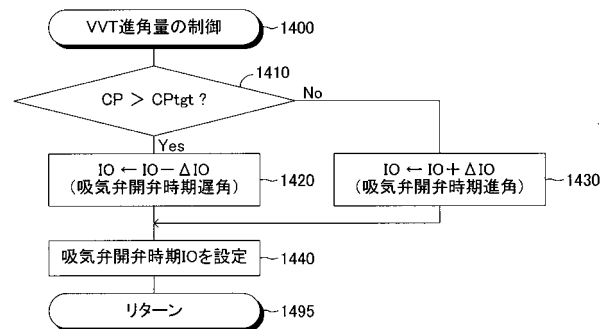 VVT進角量の制御
1400
1410
CP > CPtgt ?
No
Yes
IO ← IO − ΔIO
(吸気弁開弁時期遅角)
1420
IO ← IO + ΔIO
(吸気弁開弁時期進角)
1430
吸気弁開弁時期IOを設定
1440
リターン
1495